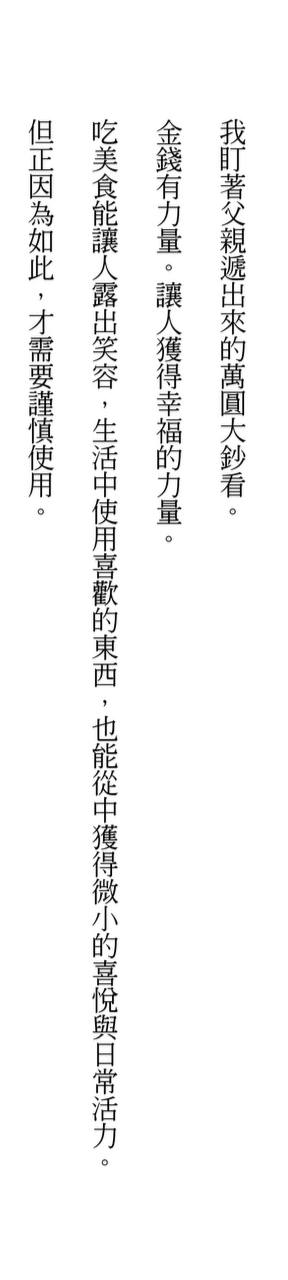 我盯著父親遞出來的萬圓大鈔看。
金錢有力量。讓人獲得幸福的力量。
吃美食能讓人露出笑容，生活中使用喜歡的東西，也能從中獲得微小的喜悅與日常活力。
但正因為如此，才需要謹慎使用。